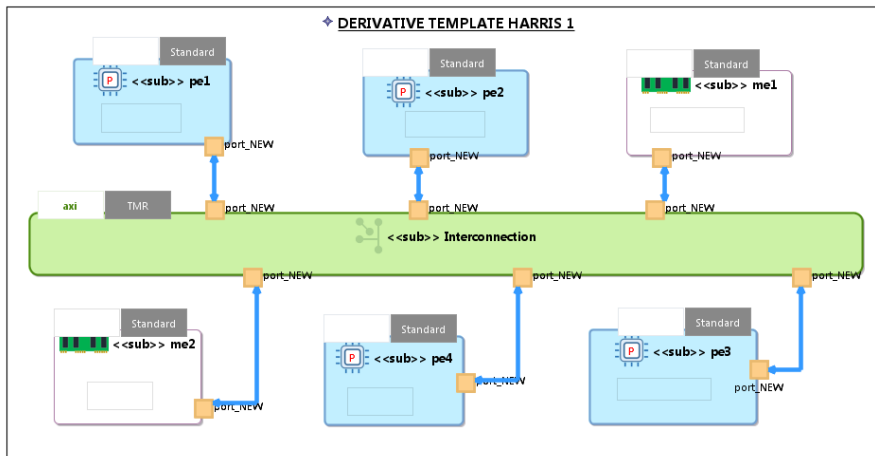 DERIVATIVE TEMPLATE HARRIS 1
Standard
Standard
Standard
P <<sub>> pe1
P <<sub>> pe2
<<sub>> me1
port_NEW
port_NEW
port_NEW
axi TMR
port_NEW
port_NEW
port_NEW
<<sub>> Interconnection
port_NEW
port_NEW
port_NEW
Standard
Standard
Standard
<<sub>> me2
P <<sub>> pe4
P <<sub>> pe3
port_NEW
port_NEW
port_NEW